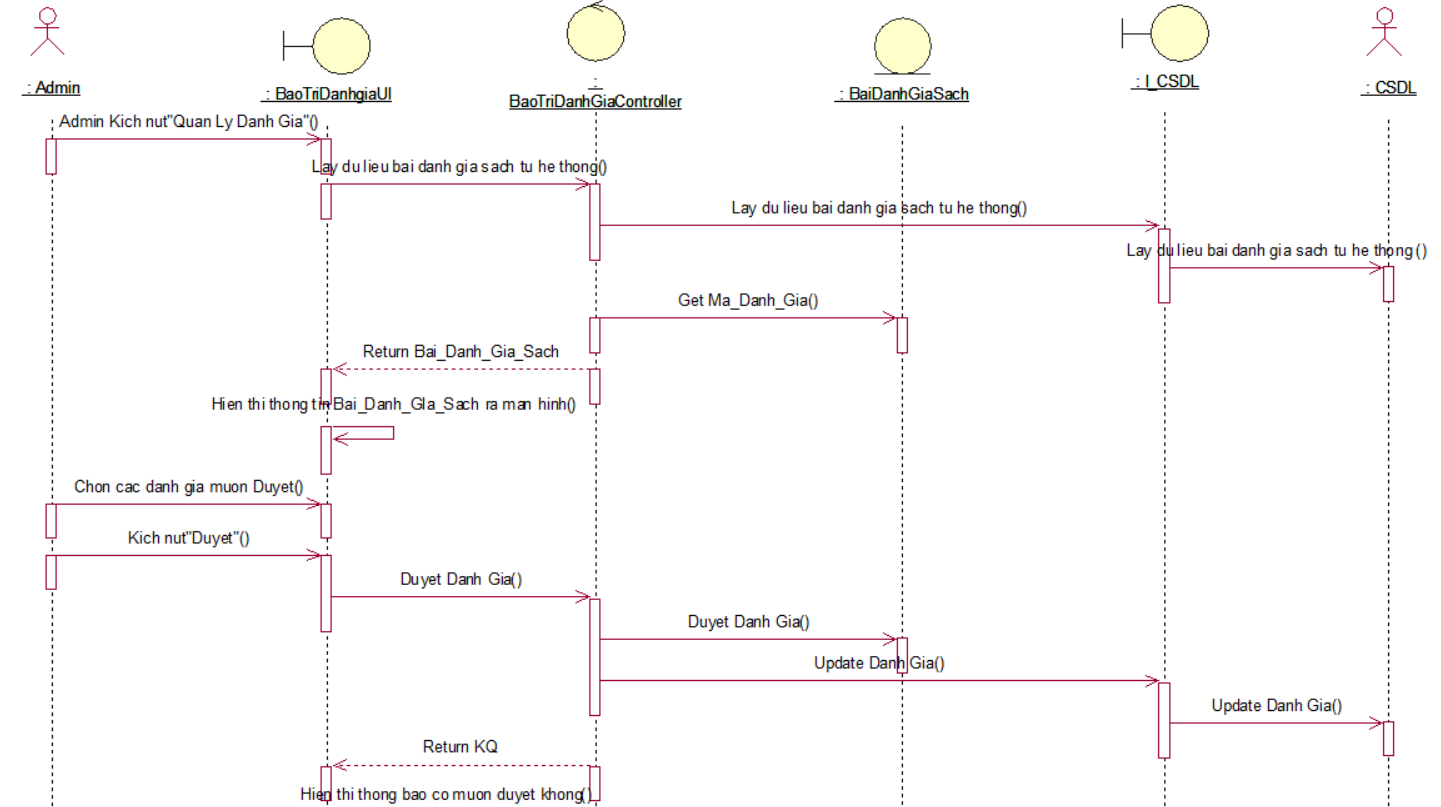 : Admin
: BaoTriDanhgiaUI
:
BaoTriDanhGiaController
: BaiDanhGiaSach
: I_CSDL
: CSDL
Admin Kich nut"Quan Ly Danh Gia"()
Lay du lieu bai danh gia sach tu he thong()
Lay du lieu bai danh gia sach tu he thong()
Lay du lieu bai danh gia sach tu he thong ()
Get Ma_Danh_Gia()
Return Bai_Danh_Gia_Sach
Hien thi thong tin Bai_Danh_GIa_Sach ra man hinh()
Chon cac danh gia muon Duyet()
Kich nut"Duyet"()
Duyet Danh Gia()
Duyet Danh Gia()
Update Danh Gia()
Update Danh Gia()
Return KQ
Hien thi thong bao co muon duyet khong()